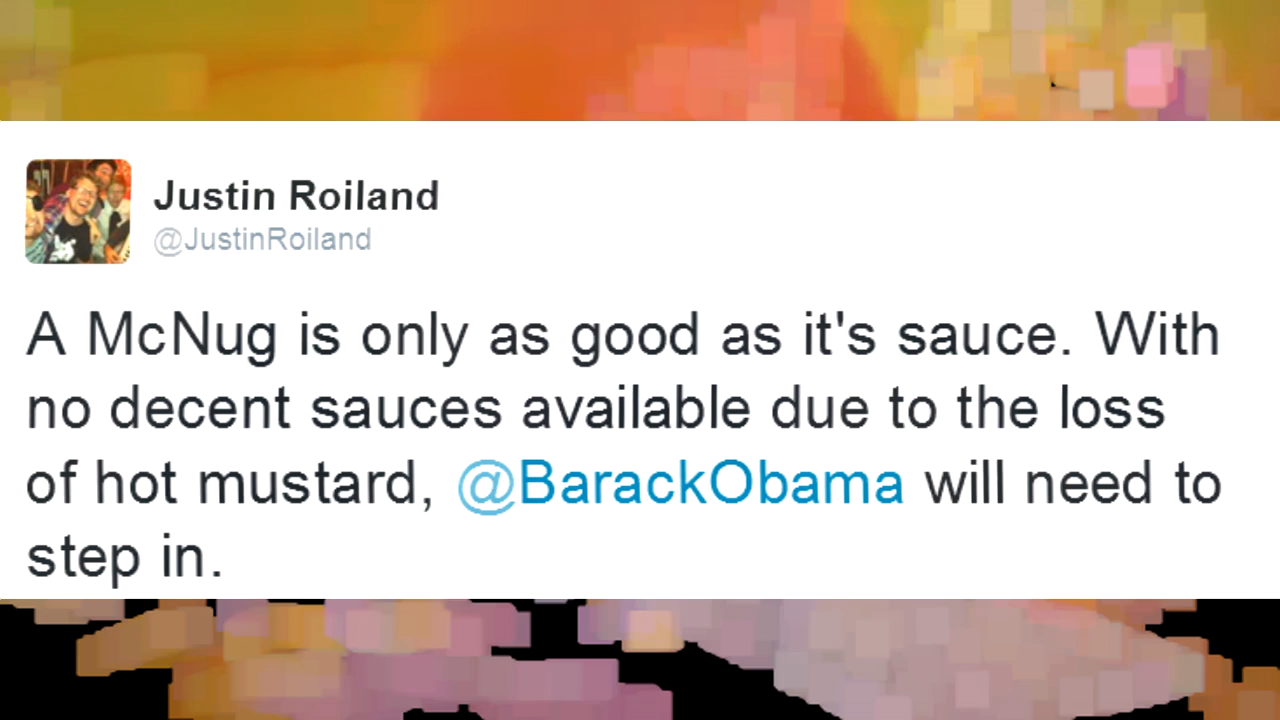 Justin Roiland
@JustinRoiland
A McNug is only as good as it's sauce. With
no decent sauces available due to the loss
of hot mustard, @BarackObama will need to
step in.